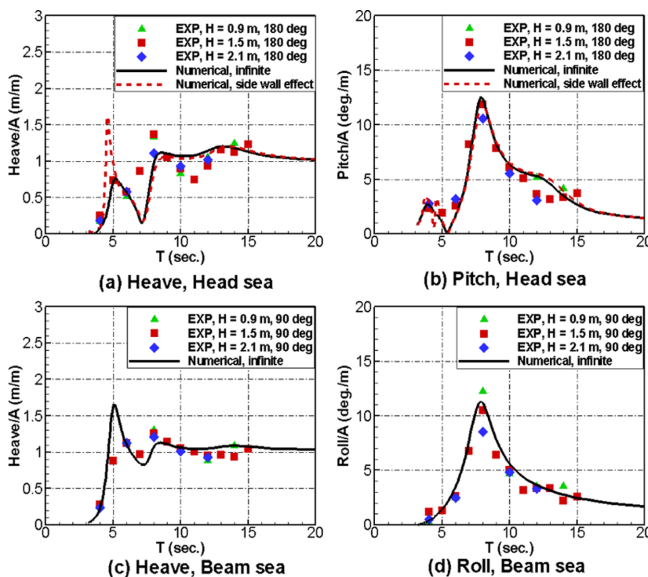 3
2.5
2
1.5
1
0.5
0
Heave/A (m/m)
EXP, H = 0.9 m, 180 deg
EXP, H = 1.5 m, 180 deg
EXP, H = 2.1 m, 180 deg
Numerical, infinite
Numerical, side wall effect
0 5 10 15 20
T (sec.)
(a) Heave, Head sea
20
15
10
5
0
Pitch/A (deg./m)
EXP, H = 0.9 m, 180 deg
EXP, H = 1.5 m, 180 deg
EXP, H = 2.1 m, 180 deg
Numerical, infinite
Numerical, side wall effect
0 5 10 15 20
T (sec.)
(b) Pitch, Head sea
3
2.5
2
1.5
1
0.5
0
Heave/A (m/m)
EXP, H = 0.9 m, 90 deg
EXP, H = 1.5 m, 90 deg
EXP, H = 2.1 m, 90 deg
Numerical, infinite
0 5 10 15 20
T (sec.)
(c) Heave, Beam sea
20
15
10
5
0
Roll/A (deg./m)
EXP, H = 0.9 m, 90 deg
EXP, H = 1.5 m, 90 deg
EXP, H = 2.1 m, 90 deg
Numerical, infinite
0 5 10 15 20
T (sec.)
(d) Roll, Beam sea